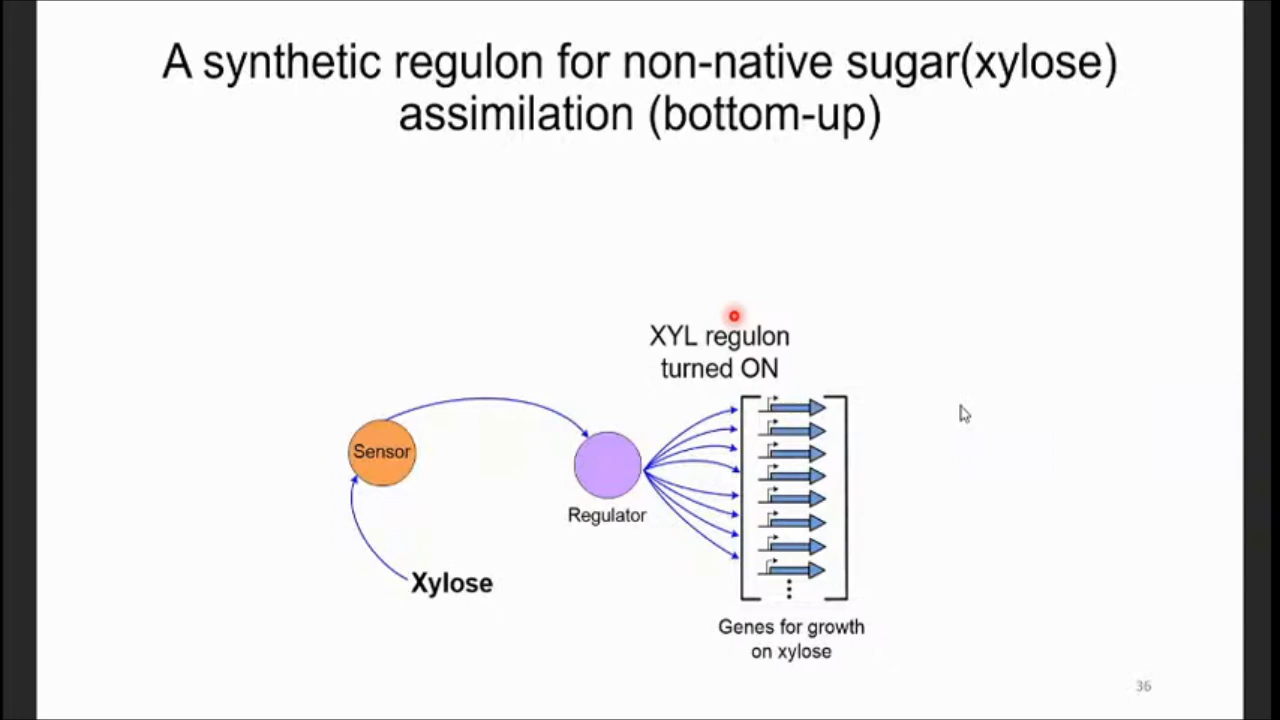 A synthetic regulon for non-native sugar(xylose)
assimilation (bottom-up)
XYL regulon
turned ON
Sensor
Regulator
Xylose
Genes for growth
on xylose
36